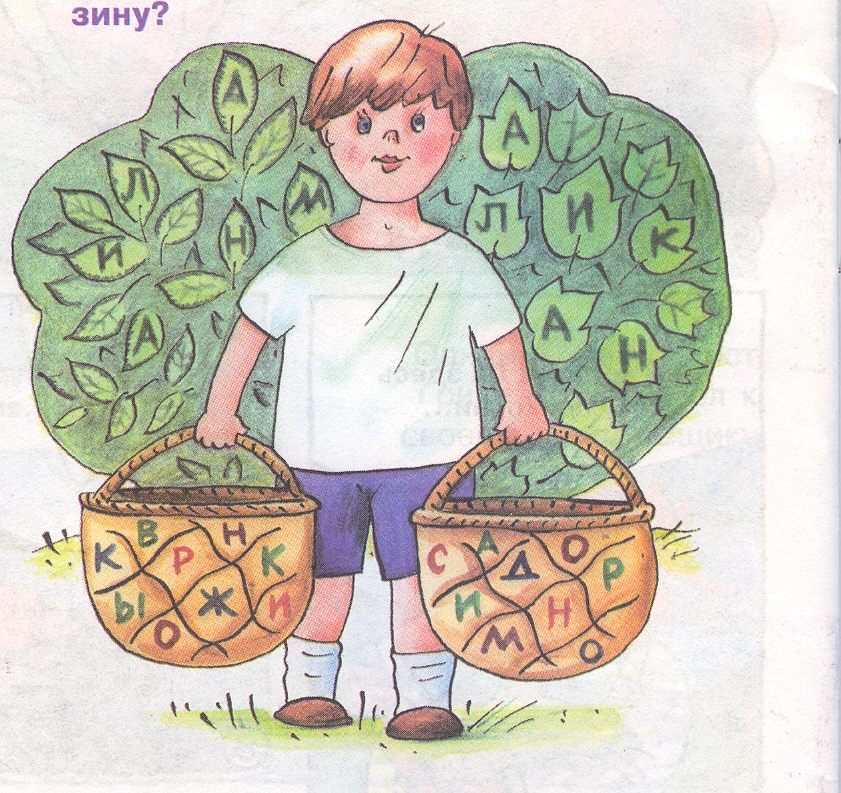 зину?
А
Л
М
И
Н
А
А
Л
И
К
А
Н
В
Н
К
Р
К
Ы
Ж
И
О
С
А
Д
О
Р
И
Н
М
О